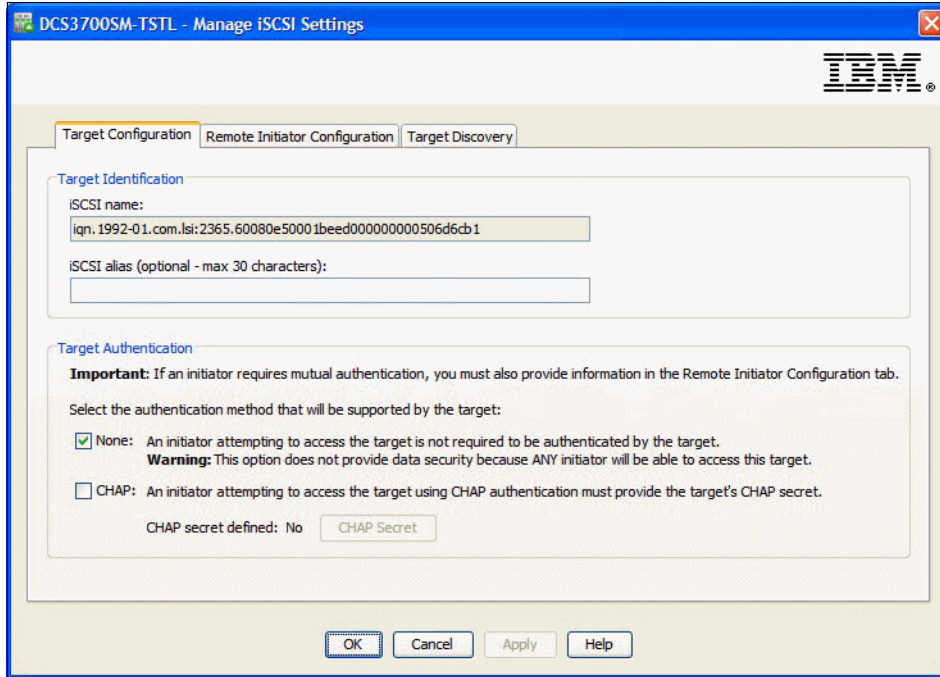 DCS3700SM-TSTL - Manage iSCSI Settings
IBM®
Target Configuration
Remote Initiator Configuration
Target Discovery
Target Identification
iSCSI name:
iqn.1992-01.com.lsi:2365.60080e50001beed000000000506d6cb1
iSCSI alias (optional - max 30 characters):
Target Authentication
Important: If an initiator requires mutual authentication, you must also provide information in the Remote Initiator Configuration tab.
Select the authentication method that will be supported by the target:
None: An initiator attempting to access the target is not required to be authenticated by the target.
Warning: This option does not provide data security because ANY initiator will be able to access this target.
CHAP: An initiator attempting to access the target using CHAP authentication must provide the target's CHAP secret.
CHAP secret defined: No CHAP Secret
OK Cancel Apply Help